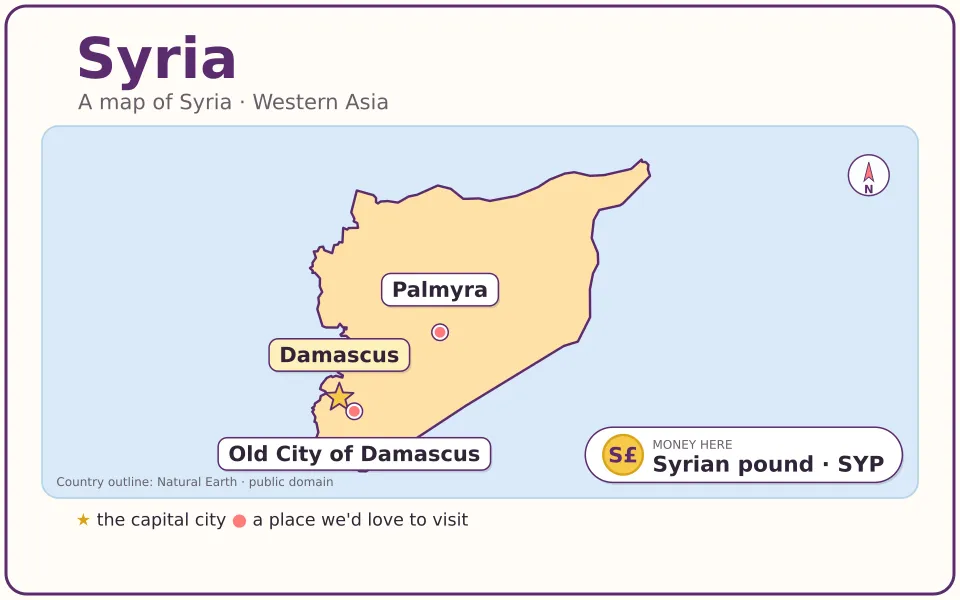 Syria
A map of Syria · Western Asia
N
Palmyra
Damascus
Old City of Damascus
S£
MONEY HERE
Syrian pound · SYP
Country outline: Natural Earth · public domain
★ the capital city ● a place we'd love to visit